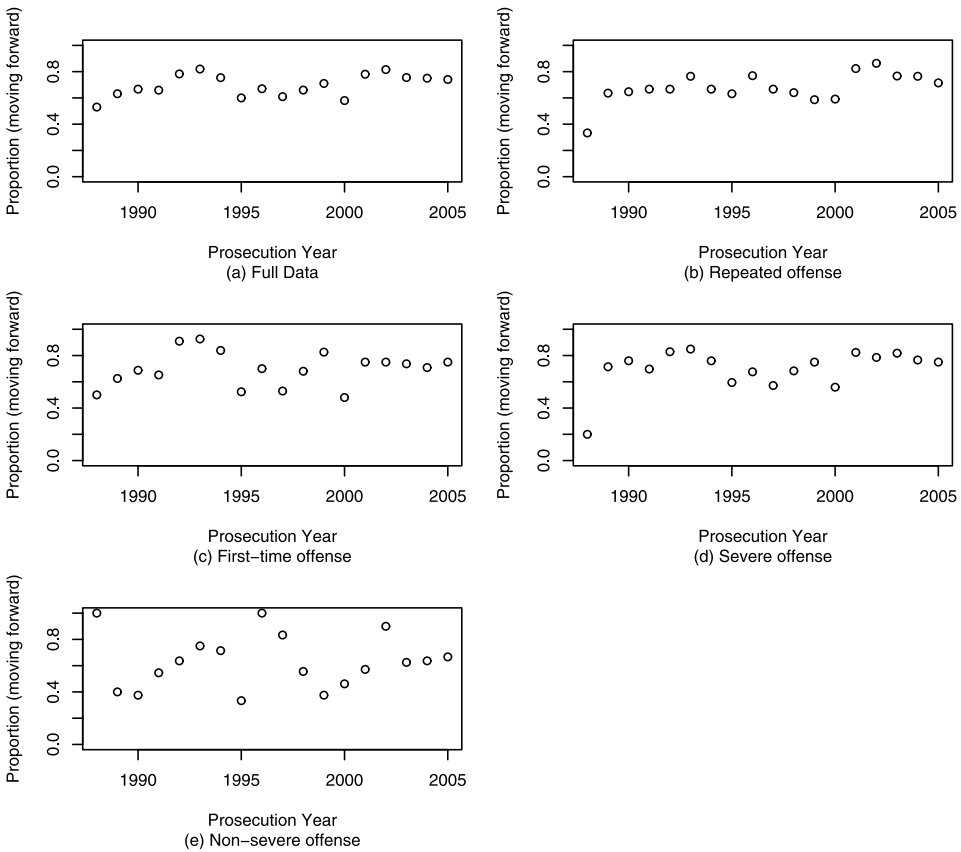 Proportion (moving forward)
0.8
0.4
0.0
1990 1995 2000 2005
Prosecution Year
(a) Full Data
Proportion (moving forward)
0.8
0.4
0.0
1990 1995 2000 2005
Prosecution Year
(b) Repeated offense
Proportion (moving forward)
0.8
0.4
0.0
1990 1995 2000 2005
Prosecution Year
(c) First−time offense
Proportion (moving forward)
0.8
0.4
0.0
1990 1995 2000 2005
Prosecution Year
(d) Severe offense
Proportion (moving forward)
0.8
0.4
0.0
1990 1995 2000 2005
Prosecution Year
(e) Non−severe offense